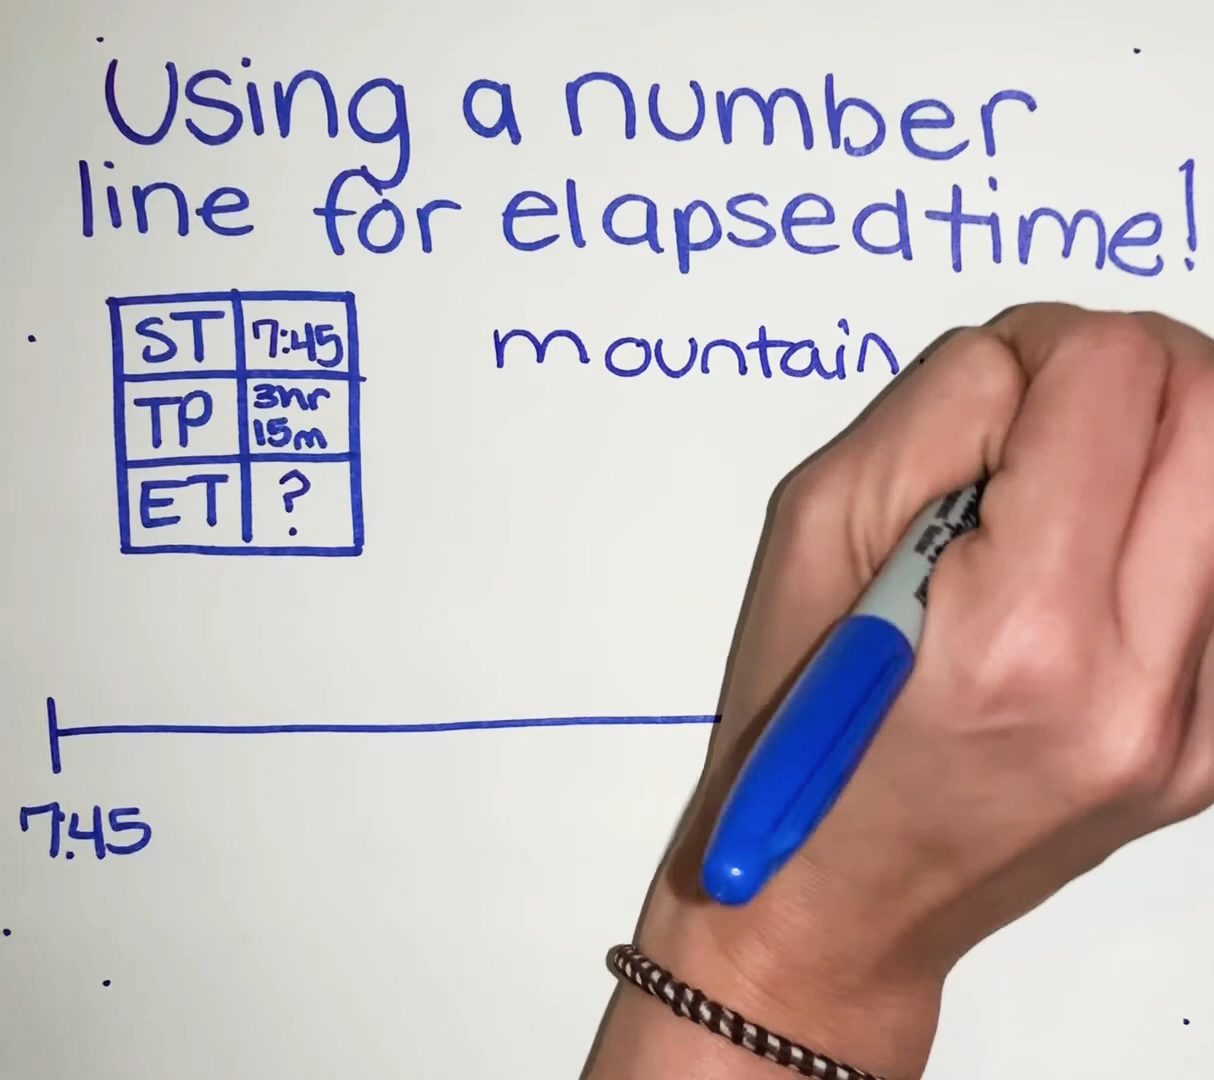 Using a number
line for elapsed time!
ST 7:45
TP 3hr
15m
ET ?
mountain
7:45